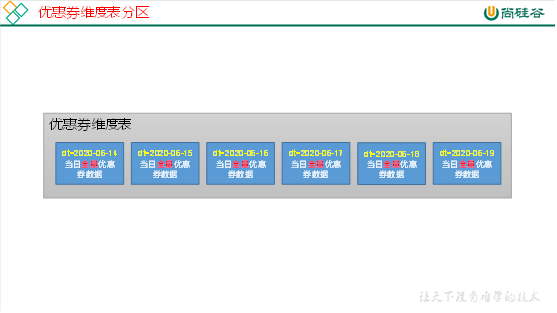 优惠券维度表分区
尚硅谷
优惠券维度表
dt=2020-06-14
当日全量优惠
券数据
dt=2020-06-15
当日全量优惠
券数据
dt=2020-06-16
当日全量优惠
券数据
dt=2020-06-17
当日全量优惠
券数据
dt=2020-06-18
当日全量优惠
券数据
dt=2020-06-19
当日全量优惠
券数据
让天下没有难学的技术